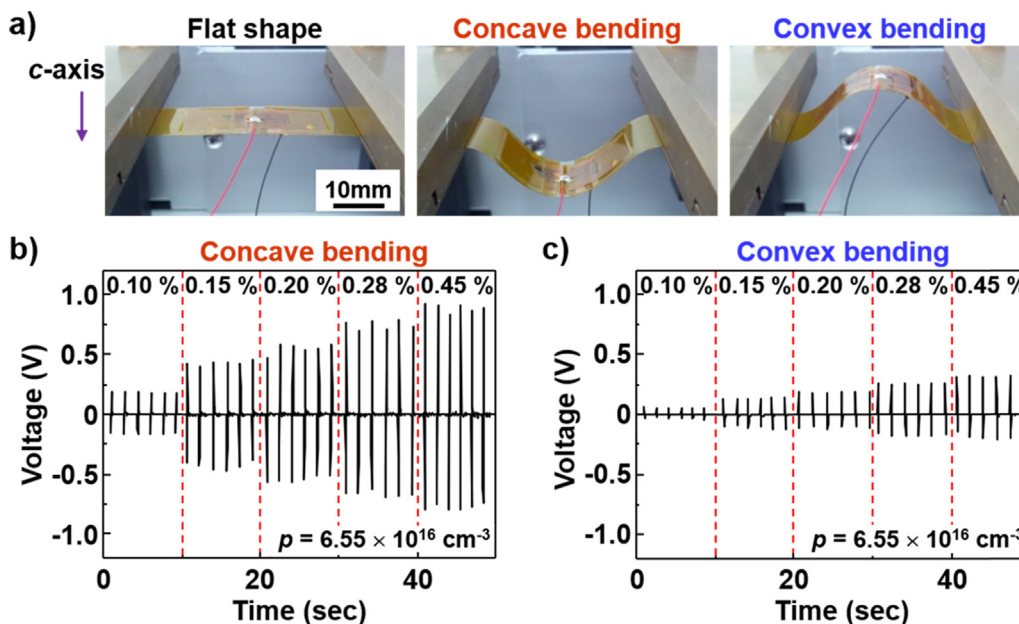 a)
Flat shape
Concave bending
Convex bending
c-axis
10mm
b)
Concave bending
0.10 % 0.15 % 0.20 % 0.28 % 0.45 %
1.0
0.5
0
-0.5
-1.0
Voltage (V)
p = 6.55 × 10¹⁶ cm⁻³
0 20 40
Time (sec)
c)
Convex bending
0.10 % 0.15 % 0.20 % 0.28 % 0.45 %
1.0
0.5
0
-0.5
-1.0
Voltage (V)
p = 6.55 × 10¹⁶ cm⁻³
0 20 40
Time (sec)